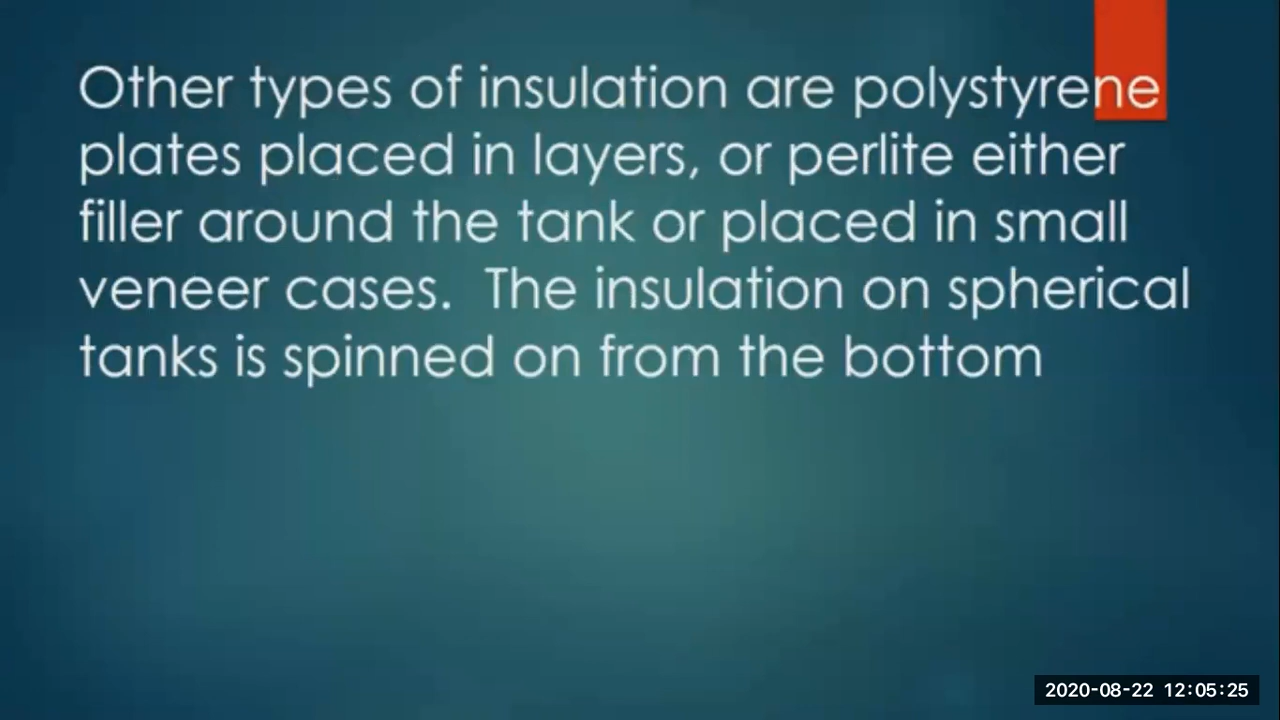 Other types of insulation are polystyrene
plates placed in layers, or perlite either
filler around the tank or placed in small
veneer cases.  The insulation on spherical
tanks is spinned on from the bottom
2020-08-22 12:05:25